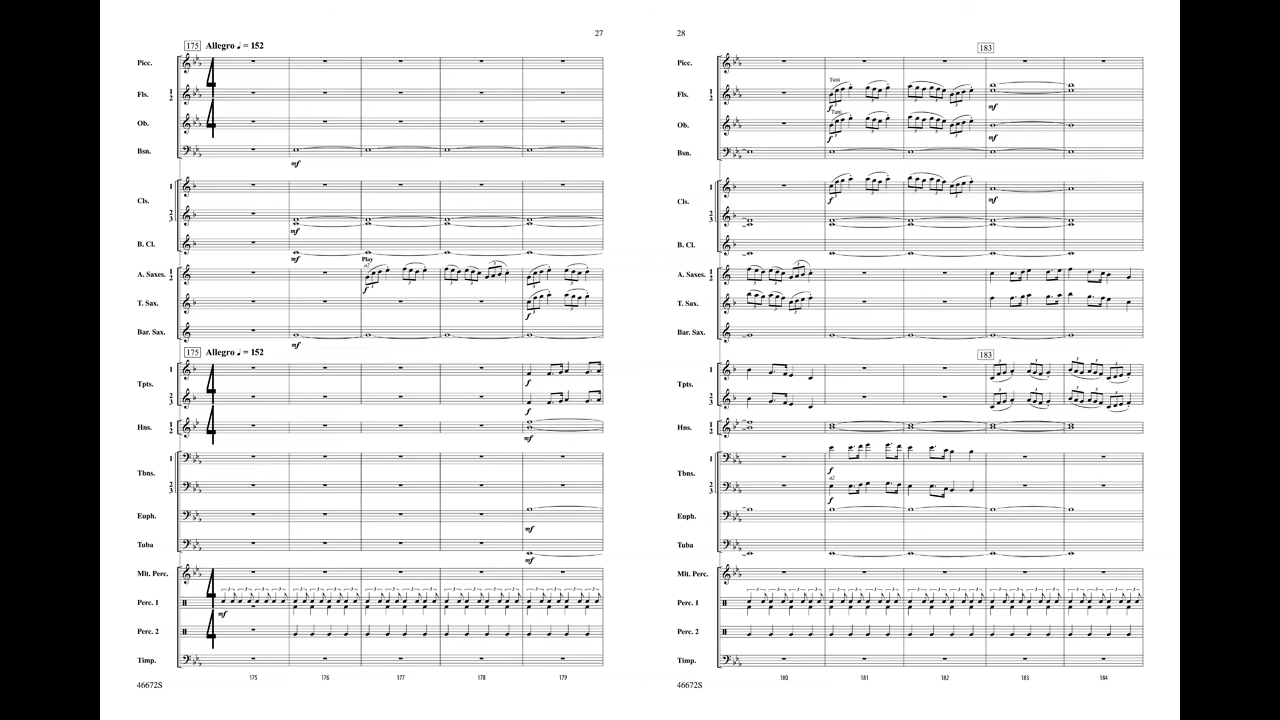 27
175 Allegro ♩ = 152
Picc.
Fls. 1 2
Ob.
Bsn.
mf
Cls. 1
2 3
mf
B. Cl.
mf
Play
A. Saxes. 1 2
a2
f
T. Sax.
f
Bar. Sax.
mf
175 Allegro ♩ = 152
Tpts. 1
f
2 3
f
Hns. 1 2
mf
Tbns. 1
2 3
Euph.
mf
Tuba
mf
Mlt. Perc.
Perc. 1
mf
Perc. 2
Timp.
175 176 177 178 179
46672S
28
183
Picc.
Tutti
Fls. 1 2
f mf
Tutti
Ob.
f mf
Bsn.
Cls. 1
f mf
2 3
B. Cl.
A. Saxes. 1 2
T. Sax.
Bar. Sax.
183
Tpts. 1
2 3
Hns. 1 2
Tbns. 1
f
a2
2 3
f
Euph.
Tuba
Mlt. Perc.
Perc. 1
Perc. 2
Timp.
180 181 182 183 184
46672S